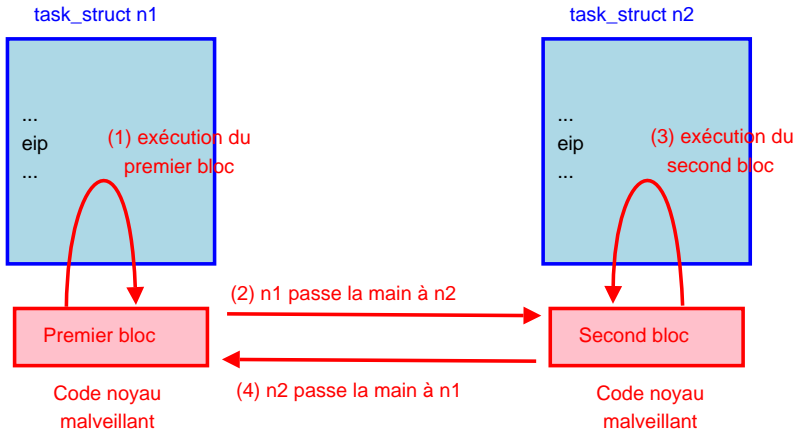 task_struct n1
...
eip
...
(1) exécution du
premier bloc
Premier bloc
Code noyau
malveillant
(2) n1 passe la main à n2
(4) n2 passe la main à n1
task_struct n2
...
eip
...
(3) exécution du
second bloc
Second bloc
Code noyau
malveillant